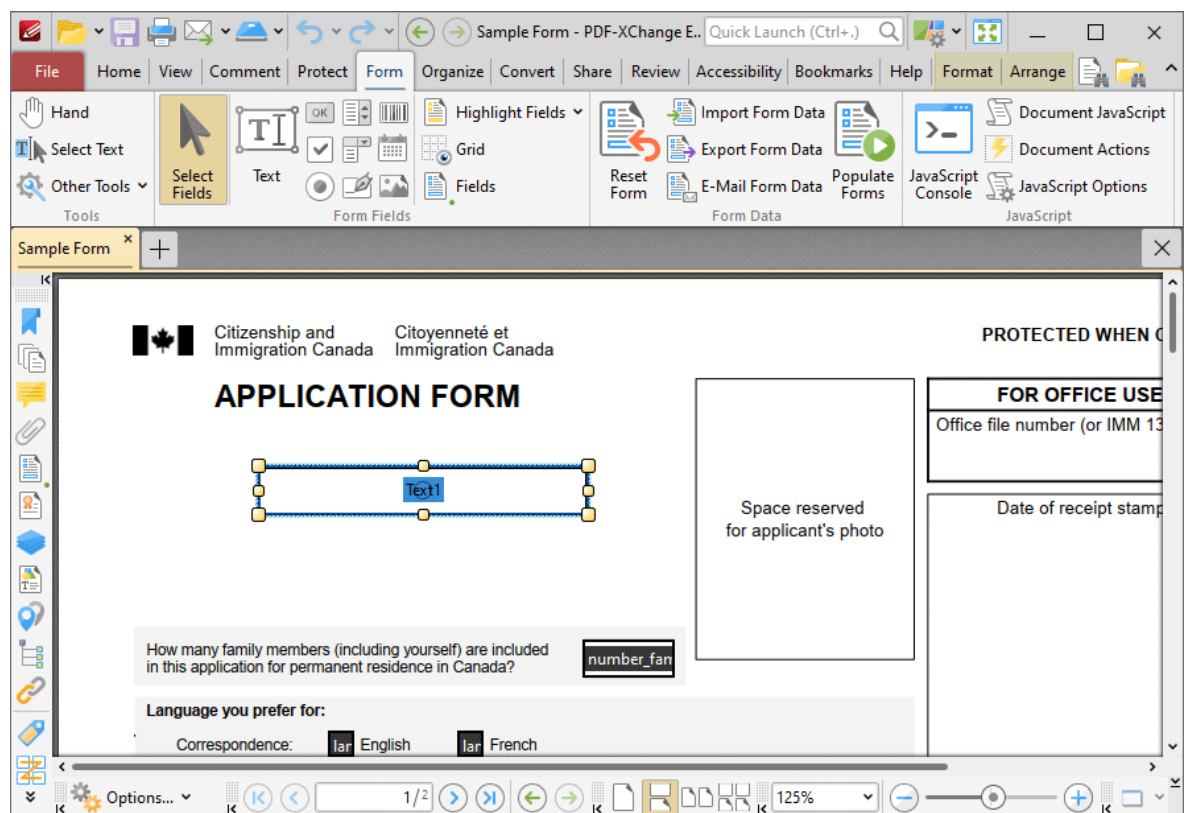 Sample Form - PDF-XChange E..
Quick Launch (Ctrl+.)
File Home View Comment Protect Form Organize Convert Share Review Accessibility Bookmarks Help Format Arrange
Hand
Select Text
Other Tools
Tools
Select
Fields
Text
OK
Highlight Fields
Grid
Fields
Form Fields
Reset
Form
Import Form Data
Export Form Data
E-Mail Form Data
Populate
Forms
Form Data
JavaScript
Console
Document JavaScript
Document Actions
JavaScript Options
JavaScript
Sample Form
Citizenship and
Immigration Canada
Citoyenneté et
Immigration Canada
PROTECTED WHEN
APPLICATION FORM
Text1
Space reserved
for applicant's photo
FOR OFFICE USE
Office file number (or IMM 13
Date of receipt stamp
How many family members (including yourself) are included
in this application for permanent residence in Canada?
number_fam
Language you prefer for:
Correspondence: lar English lar French
Options...
1/2
125%